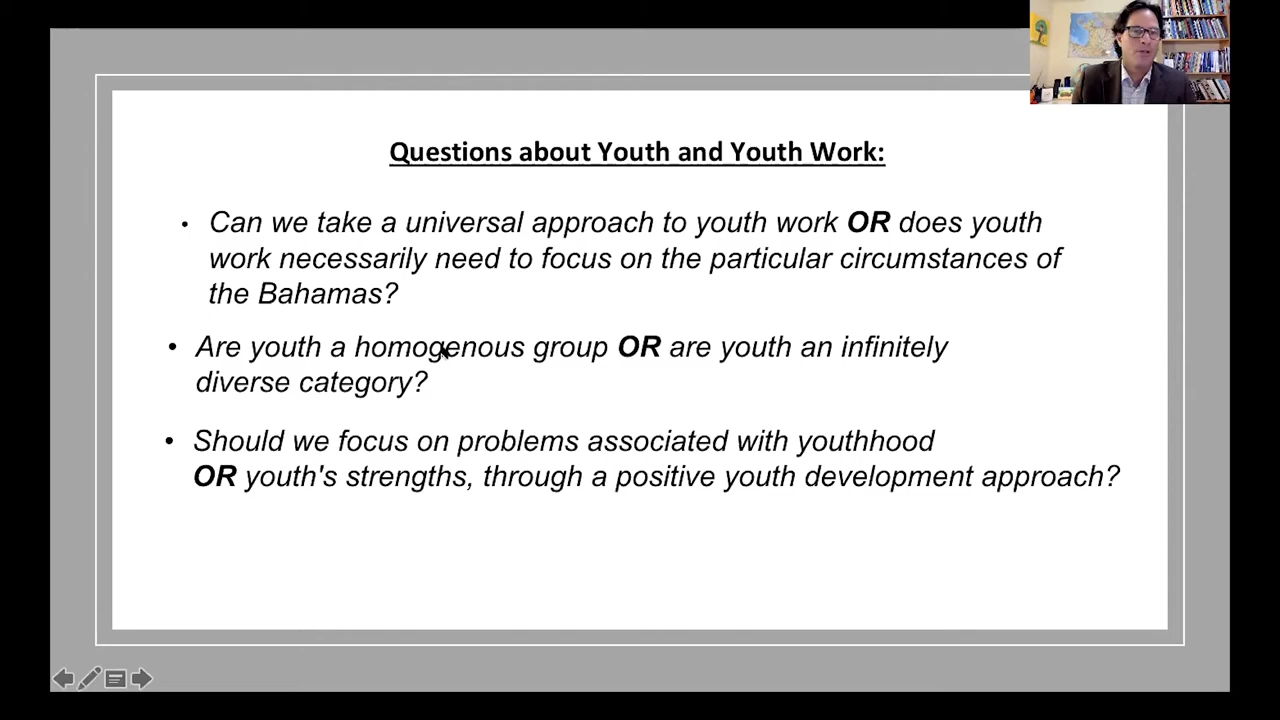 Questions about Youth and Youth Work:
• Can we take a universal approach to youth work OR does youth
work necessarily need to focus on the particular circumstances of
the Bahamas?
• Are youth a homogenous group OR are youth an infinitely
diverse category?
• Should we focus on problems associated with youthhood
OR youth's strengths, through a positive youth development approach?